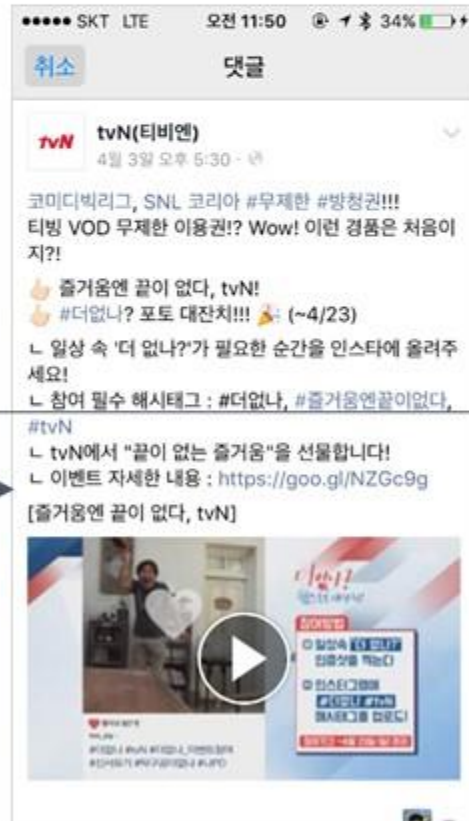 SKT LTE 오전 11:50 34%
취소 댓글
tvN tvN(티비엔)
4월 3일 오후 5:30
코미디빅리그, SNL 코리아 #무제한 #방청권!!!
티빙 VOD 무제한 이용권!? Wow! 이런 경품은 처음이
지?!
👍🏻 즐거움엔 끝이 없다, tvN!
👍🏻 #더없나? 포토 대잔치!!! 🎉 (~4/23)
ㄴ 일상 속 '더 없나?'가 필요한 순간을 인스타에 올려주
세요!
ㄴ 참여 필수 해시태그 : #더없나, #즐거움엔끝이없다,
#tvN
ㄴ tvN에서 "끝이 없는 즐거움"을 선물합니다!
ㄴ 이벤트 자세한 내용 : https://goo.gl/NZGc9g
[즐거움엔 끝이 없다, tvN]
더없나?
참여방법
일상속 "더 없나?"
인증샷을 찍는다
인스타그램에
#더없나 #tvN
해시태그를 업로드!